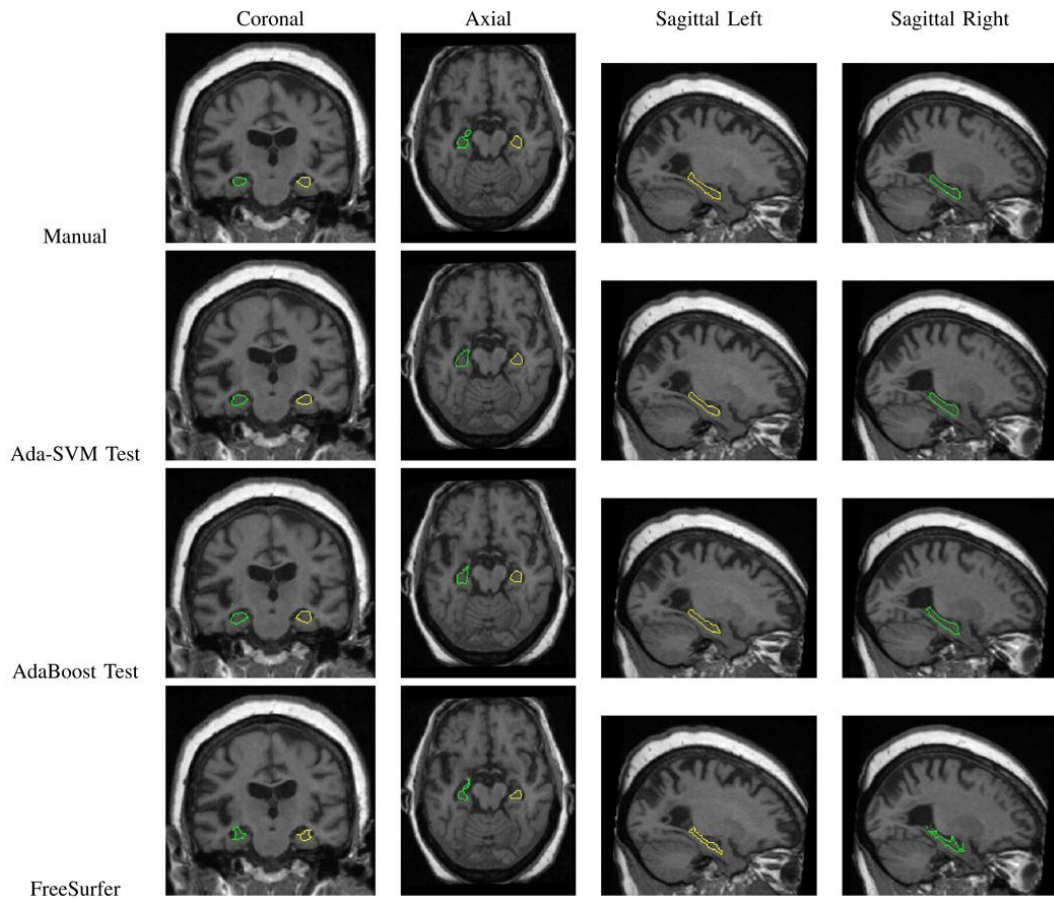 Coronal Axial Sagittal Left Sagittal Right
Manual
Ada-SVM Test
AdaBoost Test
FreeSurfer